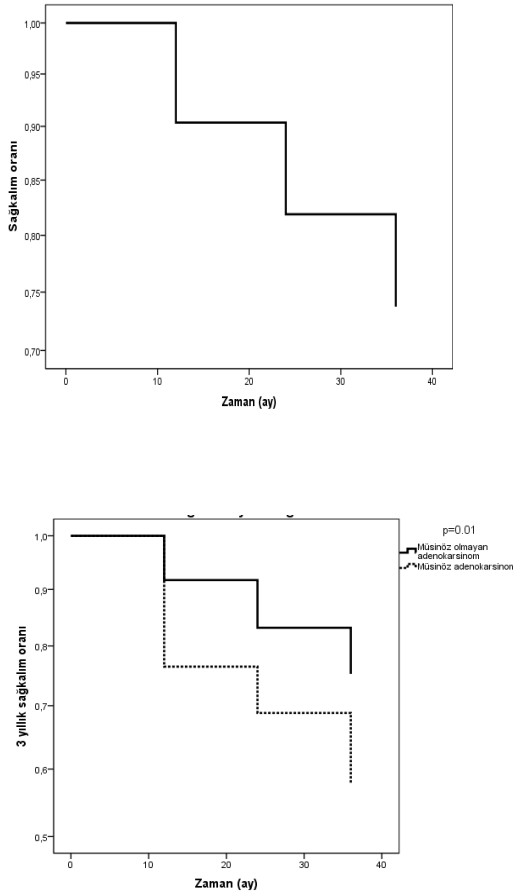 1,00
0,95
0,90
0,85
0,80
0,75
0,70
Sağkalım oranı
0
10
20
30
40
Zaman (ay)
p=0.01
Müsinöz olmayan
adenokarsinom
Müsinöz adenokarsinom
1,0
0,9
0,8
0,7
0,6
0,5
3 yıllık sağkalım oranı
0
10
20
30
40
Zaman (ay)